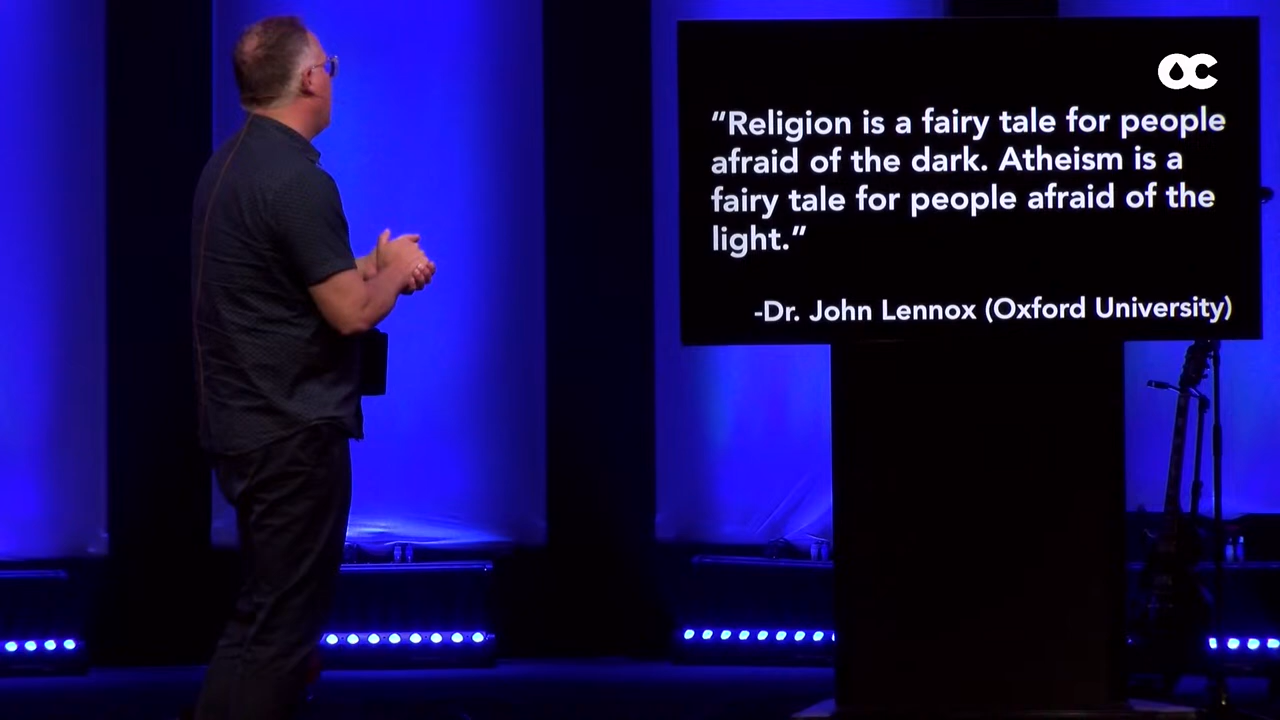 OC
“Religion is a fairy tale for people
afraid of the dark. Atheism is a
fairy tale for people afraid of the
light.”
-Dr. John Lennox (Oxford University)